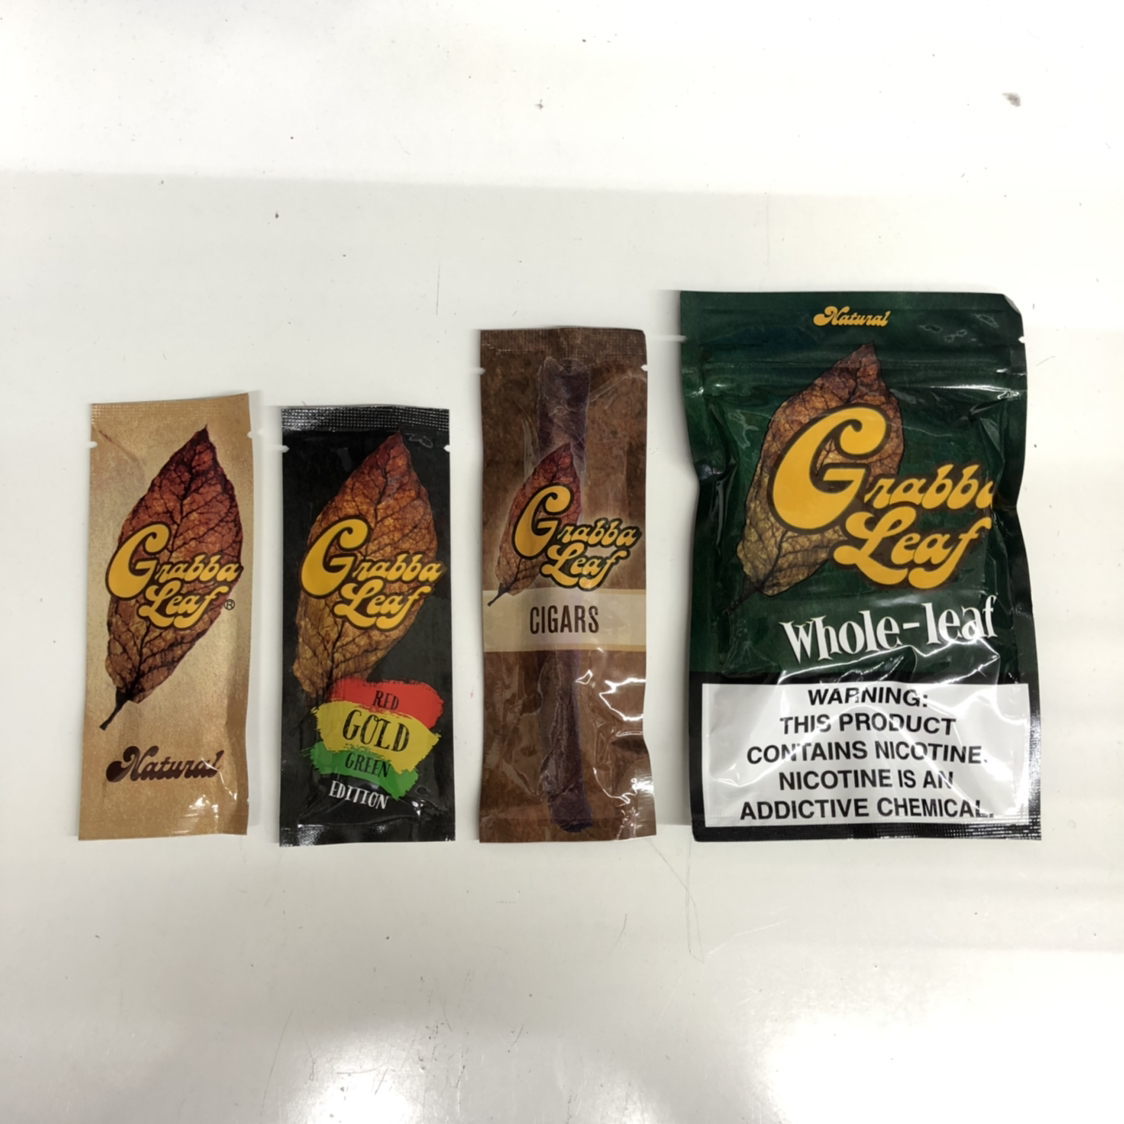 Grabba
Leaf®
Natural
Grabba
Leaf
RED
GOLD
GREEN
EDITION
Grabba
Leaf
CIGARS
Natural
Grabba
Leaf
Whole-leaf
WARNING:
THIS PRODUCT
CONTAINS NICOTINE.
NICOTINE IS AN
ADDICTIVE CHEMICAL.